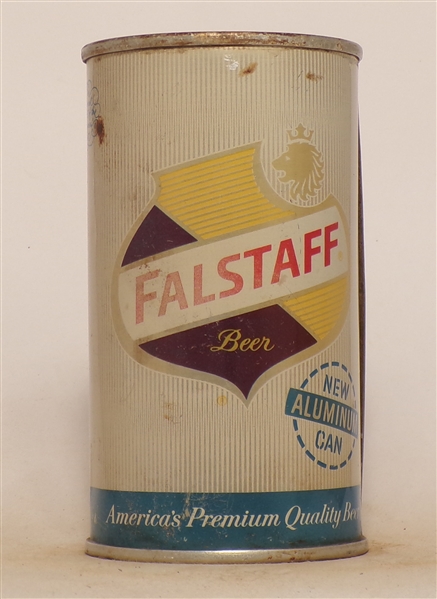 FALSTAFF
Beer
NEW
ALUMINUM
CAN
America's Premium Quality Beer